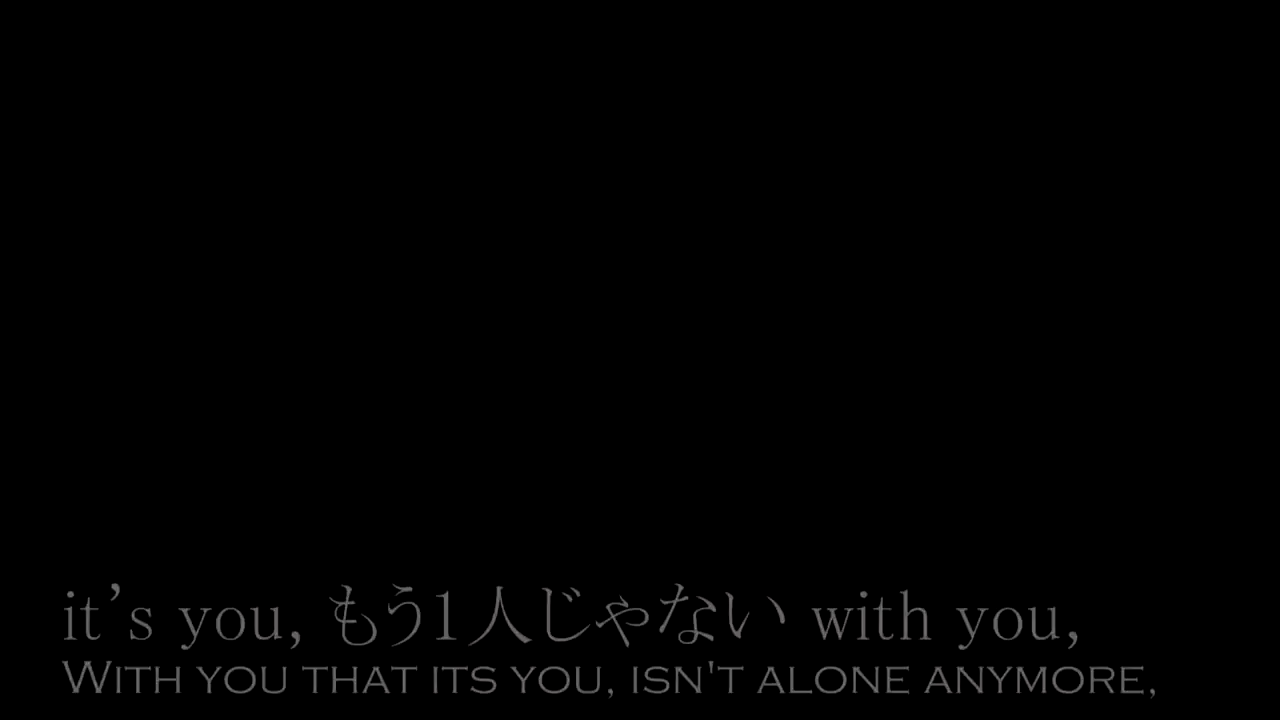 it’s you, もう1人じゃない with you,
WITH YOU THAT ITS YOU, ISN'T ALONE ANYMORE,